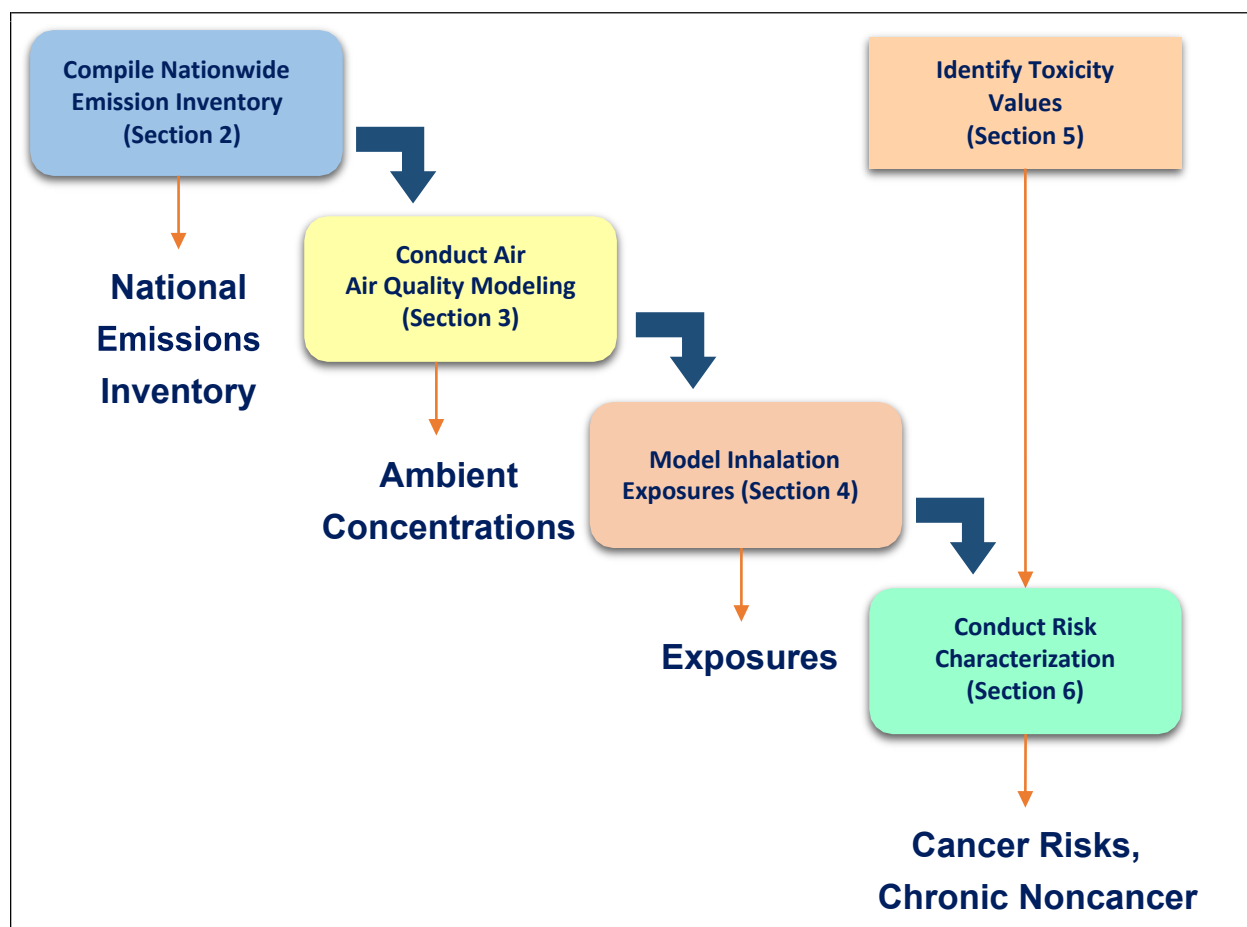 Compile Nationwide
Emission Inventory
(Section 2)
Identify Toxicity
Values
(Section 5)
National
Emissions
Inventory
Conduct Air
Air Quality Modeling
(Section 3)
Ambient
Concentrations
Model Inhalation
Exposures (Section 4)
Exposures
Conduct Risk
Characterization
(Section 6)
Cancer Risks,
Chronic Noncancer